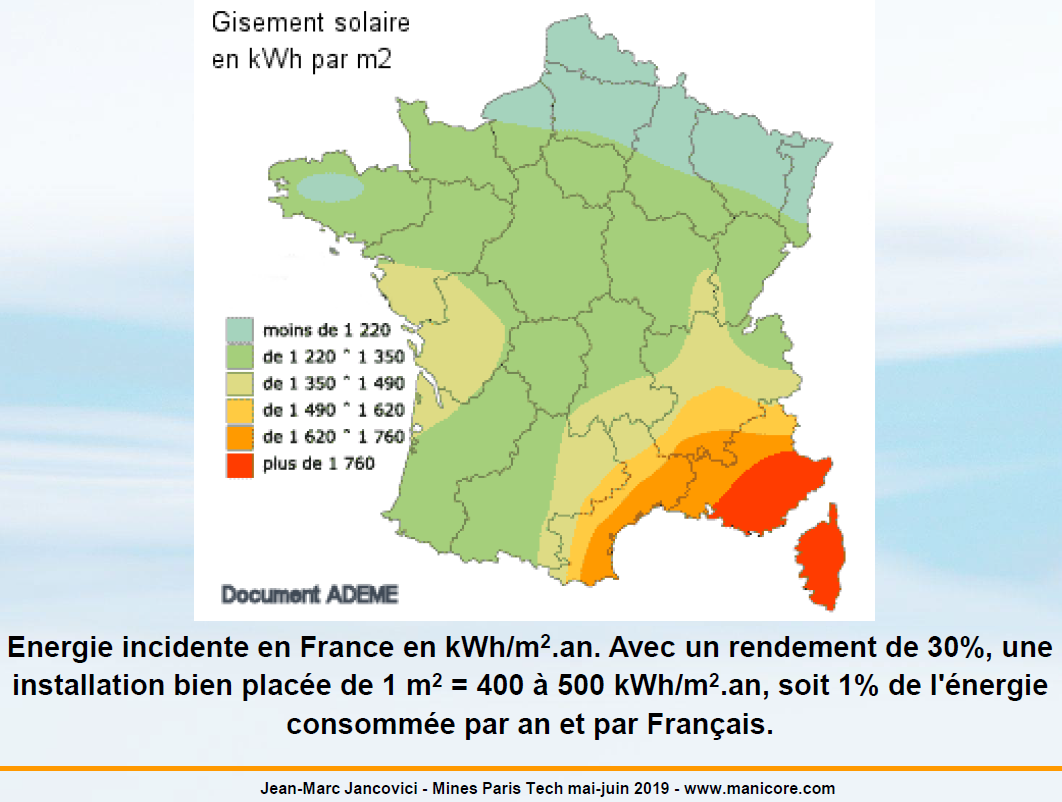 Gisement solaire
en kWh par m2
moins de 1 220
de 1 220 ^ 1 350
de 1 350 ^ 1 490
de 1 490 ^ 1 620
de 1 620 ^ 1 760
plus de 1 760
Document ADEME
Energie incidente en France en kWh/m².an. Avec un rendement de 30%, une
installation bien placée de 1 m² = 400 à 500 kWh/m².an, soit 1% de l'énergie
consommée par an et par Français.
Jean-Marc Jancovici - Mines Paris Tech mai-juin 2019 - www.manicore.com